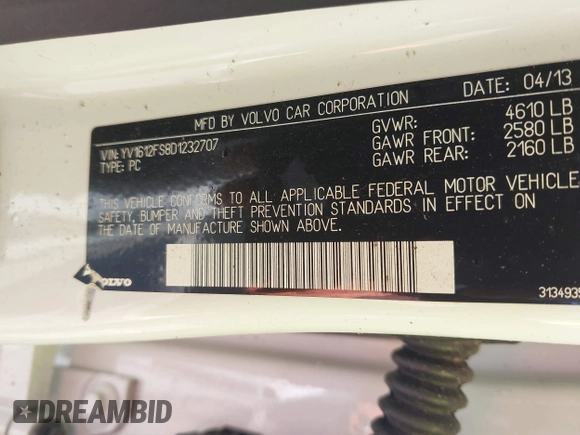 DATE: 04/13
MFD BY VOLVO CAR CORPORATION
VIN: YV1612FS8D1232707
TYPE: PC
GVWR: 4610 LB
GAWR FRONT: 2580 LB
GAWR REAR: 2160 LB
THIS VEHICLE CONFORMS TO ALL APPLICABLE FEDERAL MOTOR VEHICLE
SAFETY, BUMPER AND THEFT PREVENTION STANDARDS IN EFFECT ON
THE DATE OF MANUFACTURE SHOWN ABOVE.
VOLVO
313493
DREAMBID